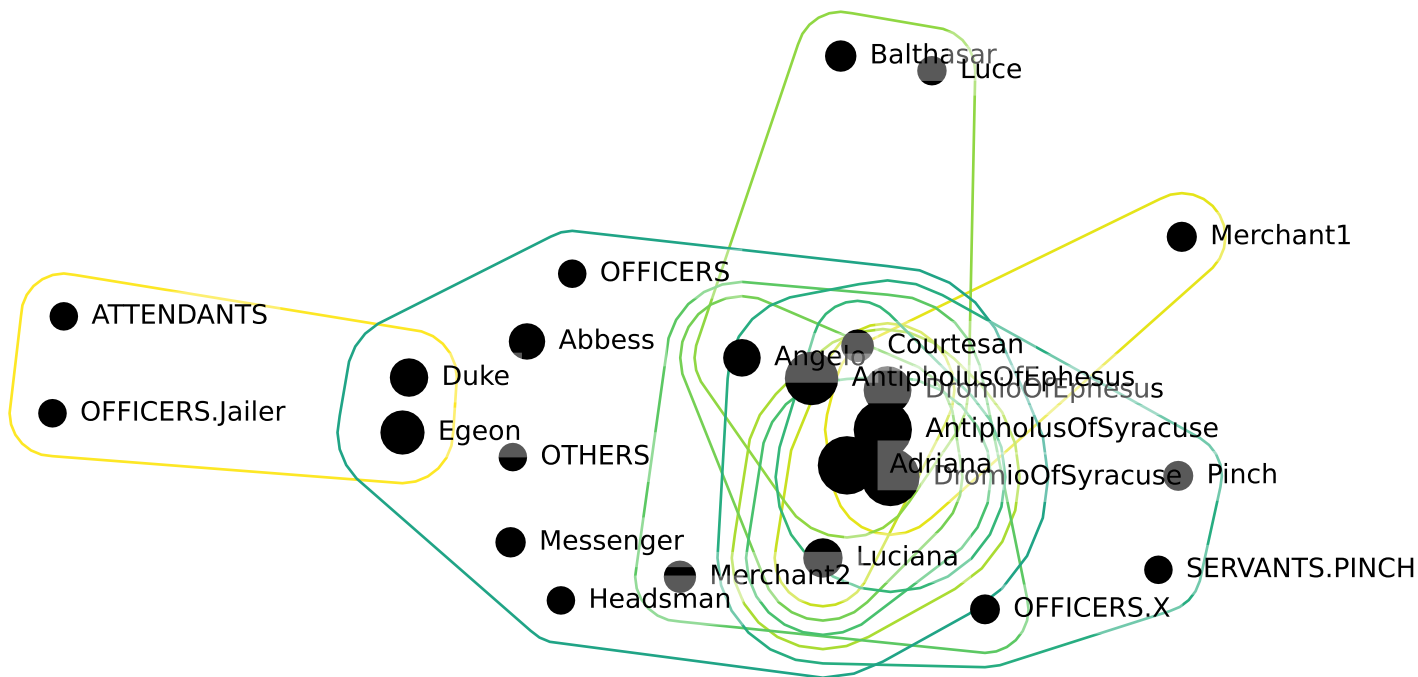 Balthasar
Luce
Merchant1
OFFICERS
ATTENDANTS
Abbess
Courtesan
Angelo
Duke
AntipholusOfEphesus
DromioOfEphesus
OFFICERS.Jailer
Egeon
AntipholusOfSyracuse
OTHERS
Adriana
DromioOfSyracuse
Pinch
Messenger
Luciana
Merchant2
SERVANTS.PINCH
Headsman
OFFICERS.X